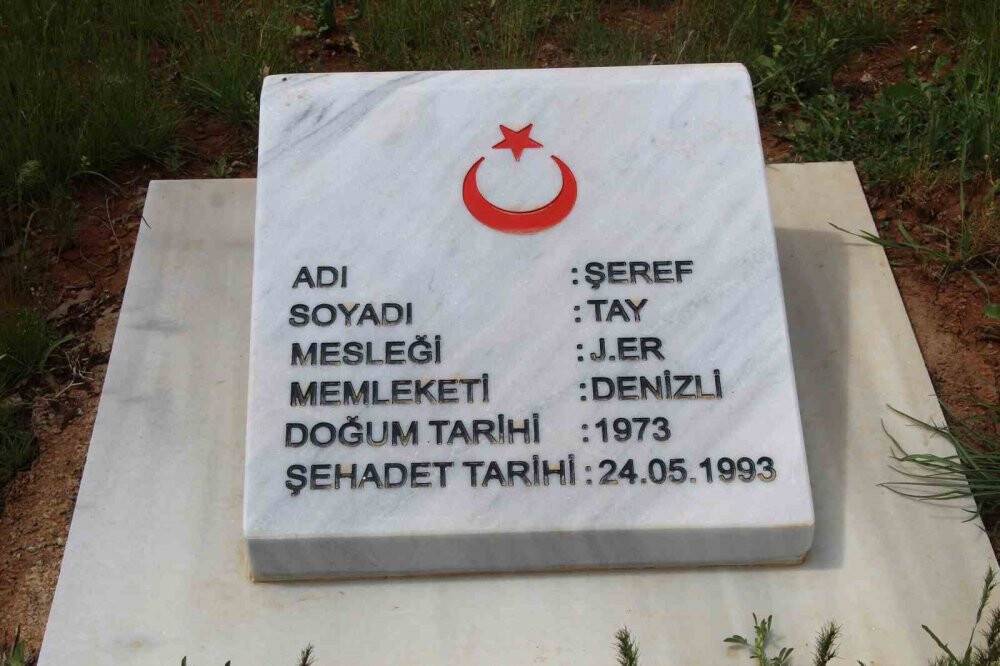 ADI :ŞEREF
SOYADI :TAY
MESLEĞİ :J.ER
MEMLEKETİ :DENİZLİ
DOĞUM TARİHİ :1973
ŞEHADET TARİHİ :24.05.1993